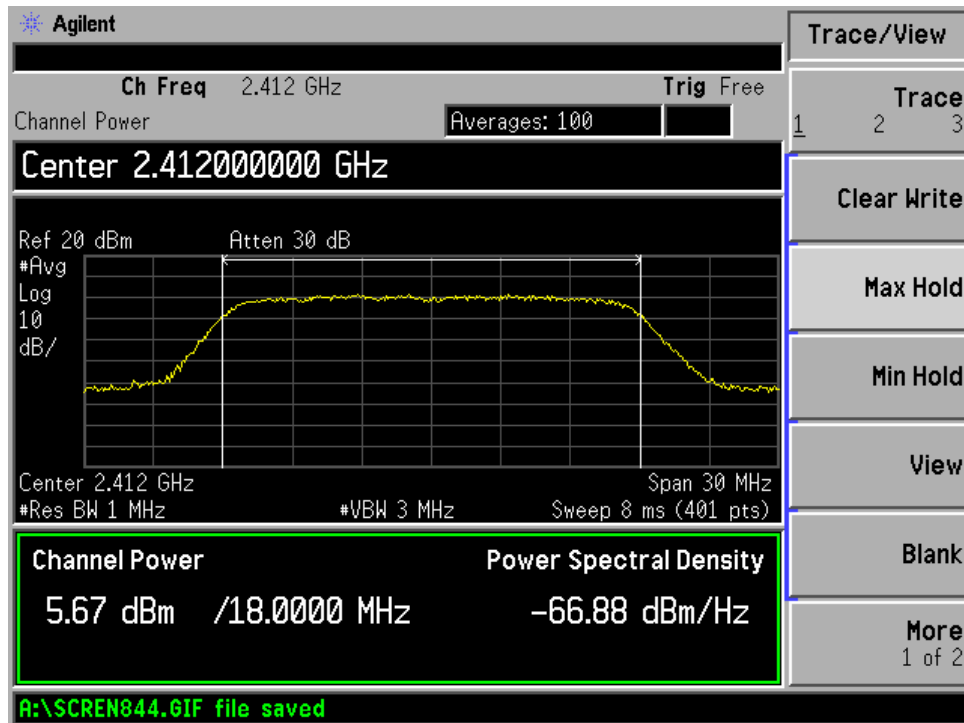 Agilent
Ch Freq 2.412 GHz Trig Free
Channel Power Averages: 100
Center 2.412000000 GHz
Ref 20 dBm Atten 30 dB
#Avg
Log
10
dB/
Center 2.412 GHz Span 30 MHz
#Res BW 1 MHz #VBW 3 MHz Sweep 8 ms (401 pts)
Channel Power Power Spectral Density
5.67 dBm /18.0000 MHz -66.88 dBm/Hz
A:\SCREN844.GIF file saved
Trace/View
Trace
1 2 3
Clear Write
Max Hold
Min Hold
View
Blank
More
1 of 2